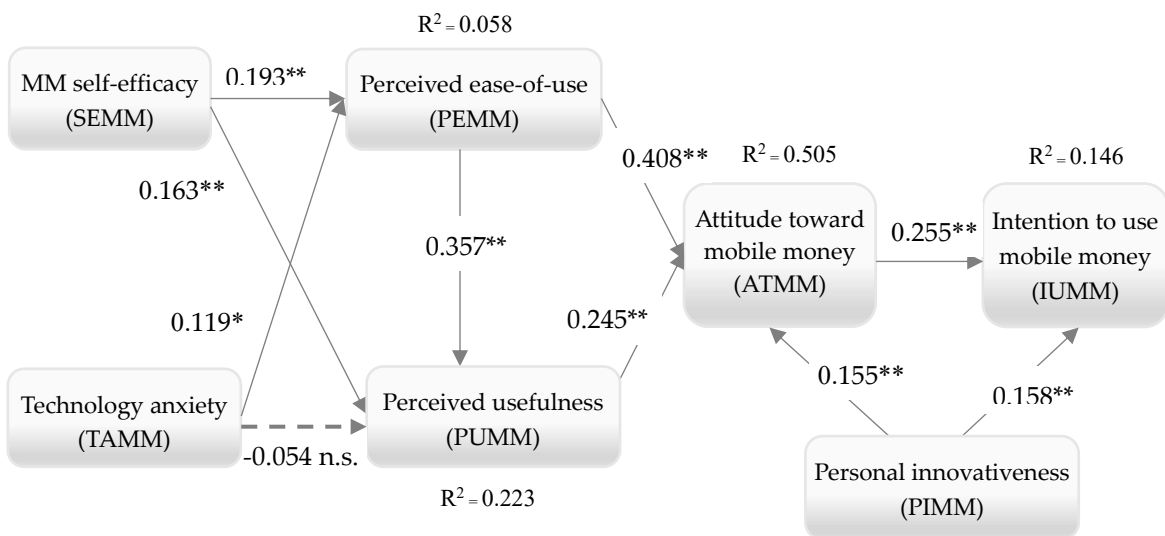 R² = 0.058
MM self-efficacy
(SEMM)
0.193**
Perceived ease-of-use
(PEMM)
0.408**
R² = 0.505
R² = 0.146
0.163**
Attitude toward
mobile money
(ATMM)
0.255**
Intention to use
mobile money
(IUMM)
0.357**
0.119*
0.245**
Technology anxiety
(TAMM)
-0.054 n.s.
Perceived usefulness
(PUMM)
0.155**
0.158**
R² = 0.223
Personal innovativeness
(PIMM)